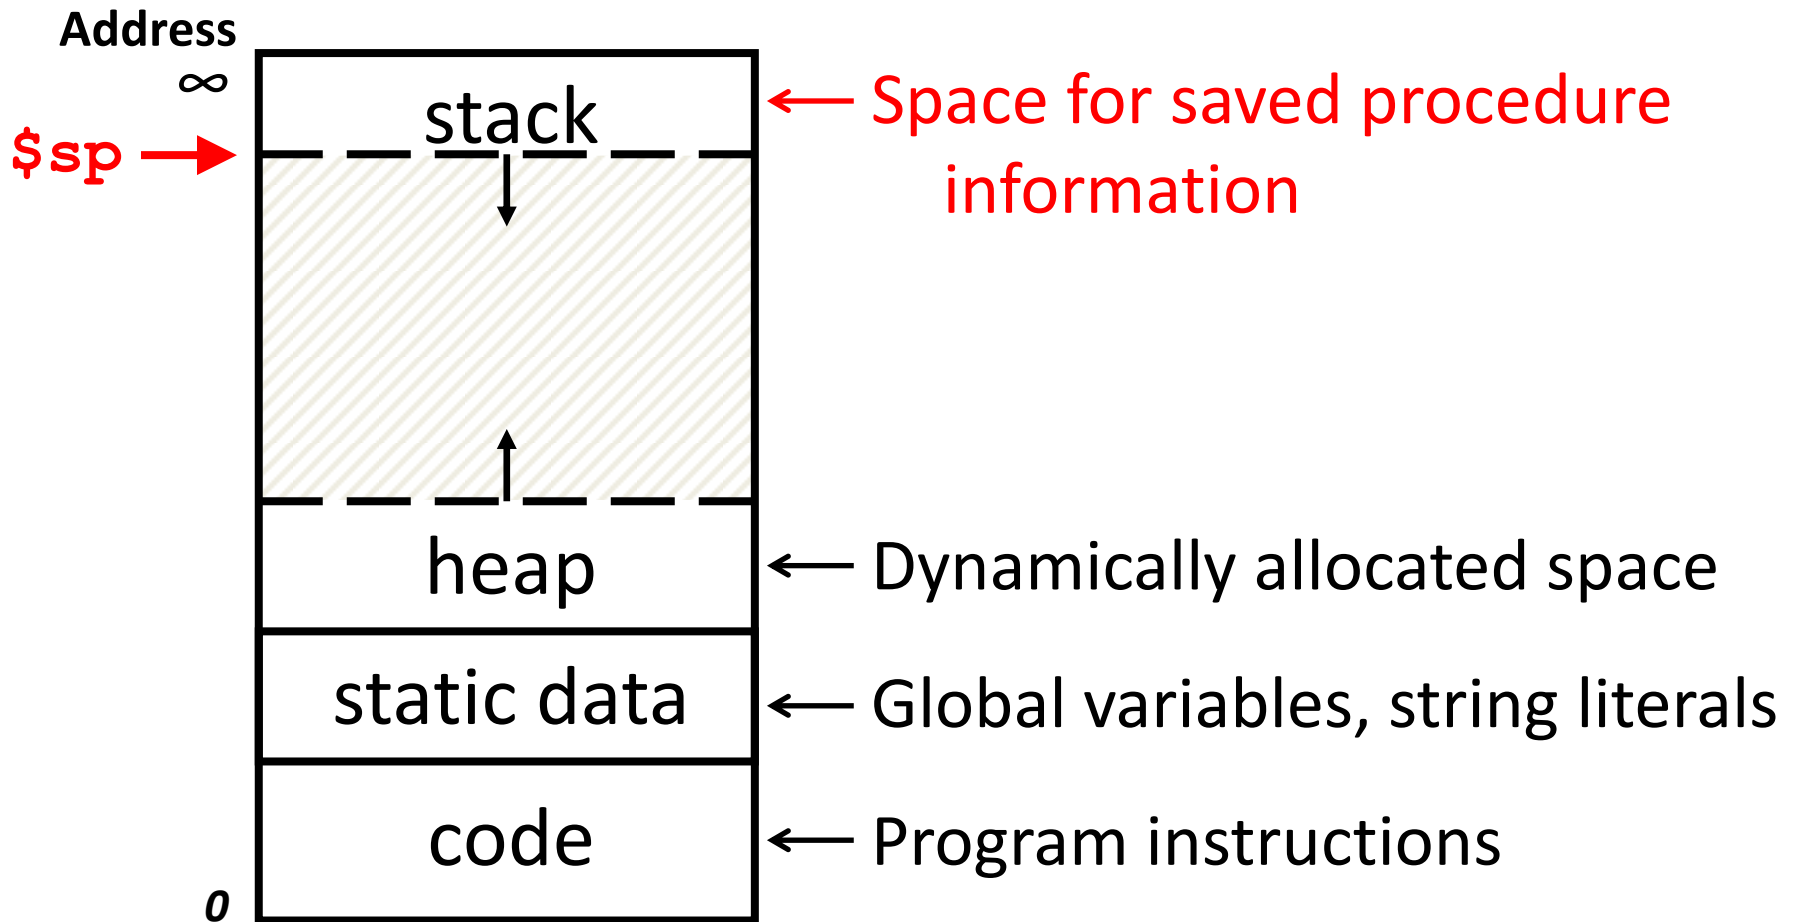 Address
∞
stack
Space for saved procedure
$sp
information
heap
Dynamically allocated space
static data
Global variables, string literals
code
Program instructions
0